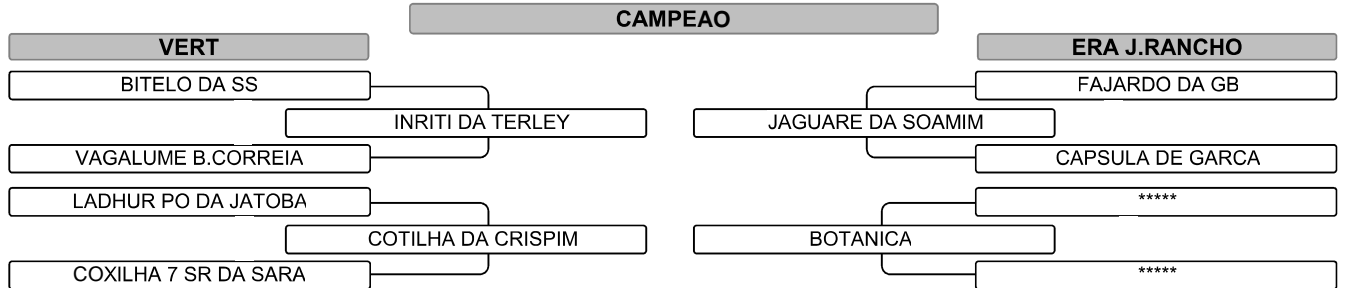 CAMPEAO
VERT
ERA J.RANCHO
BITELO DA SS
FAJARDO DA GB
INRITI DA TERLEY
JAGUARE DA SOAMIM
VAGALUME B.CORREIA
CAPSULA DE GARCA
LADHUR PO DA JATOBA
*****
COTILHA DA CRISPIM
BOTANICA
COXILHA 7 SR DA SARA
*****